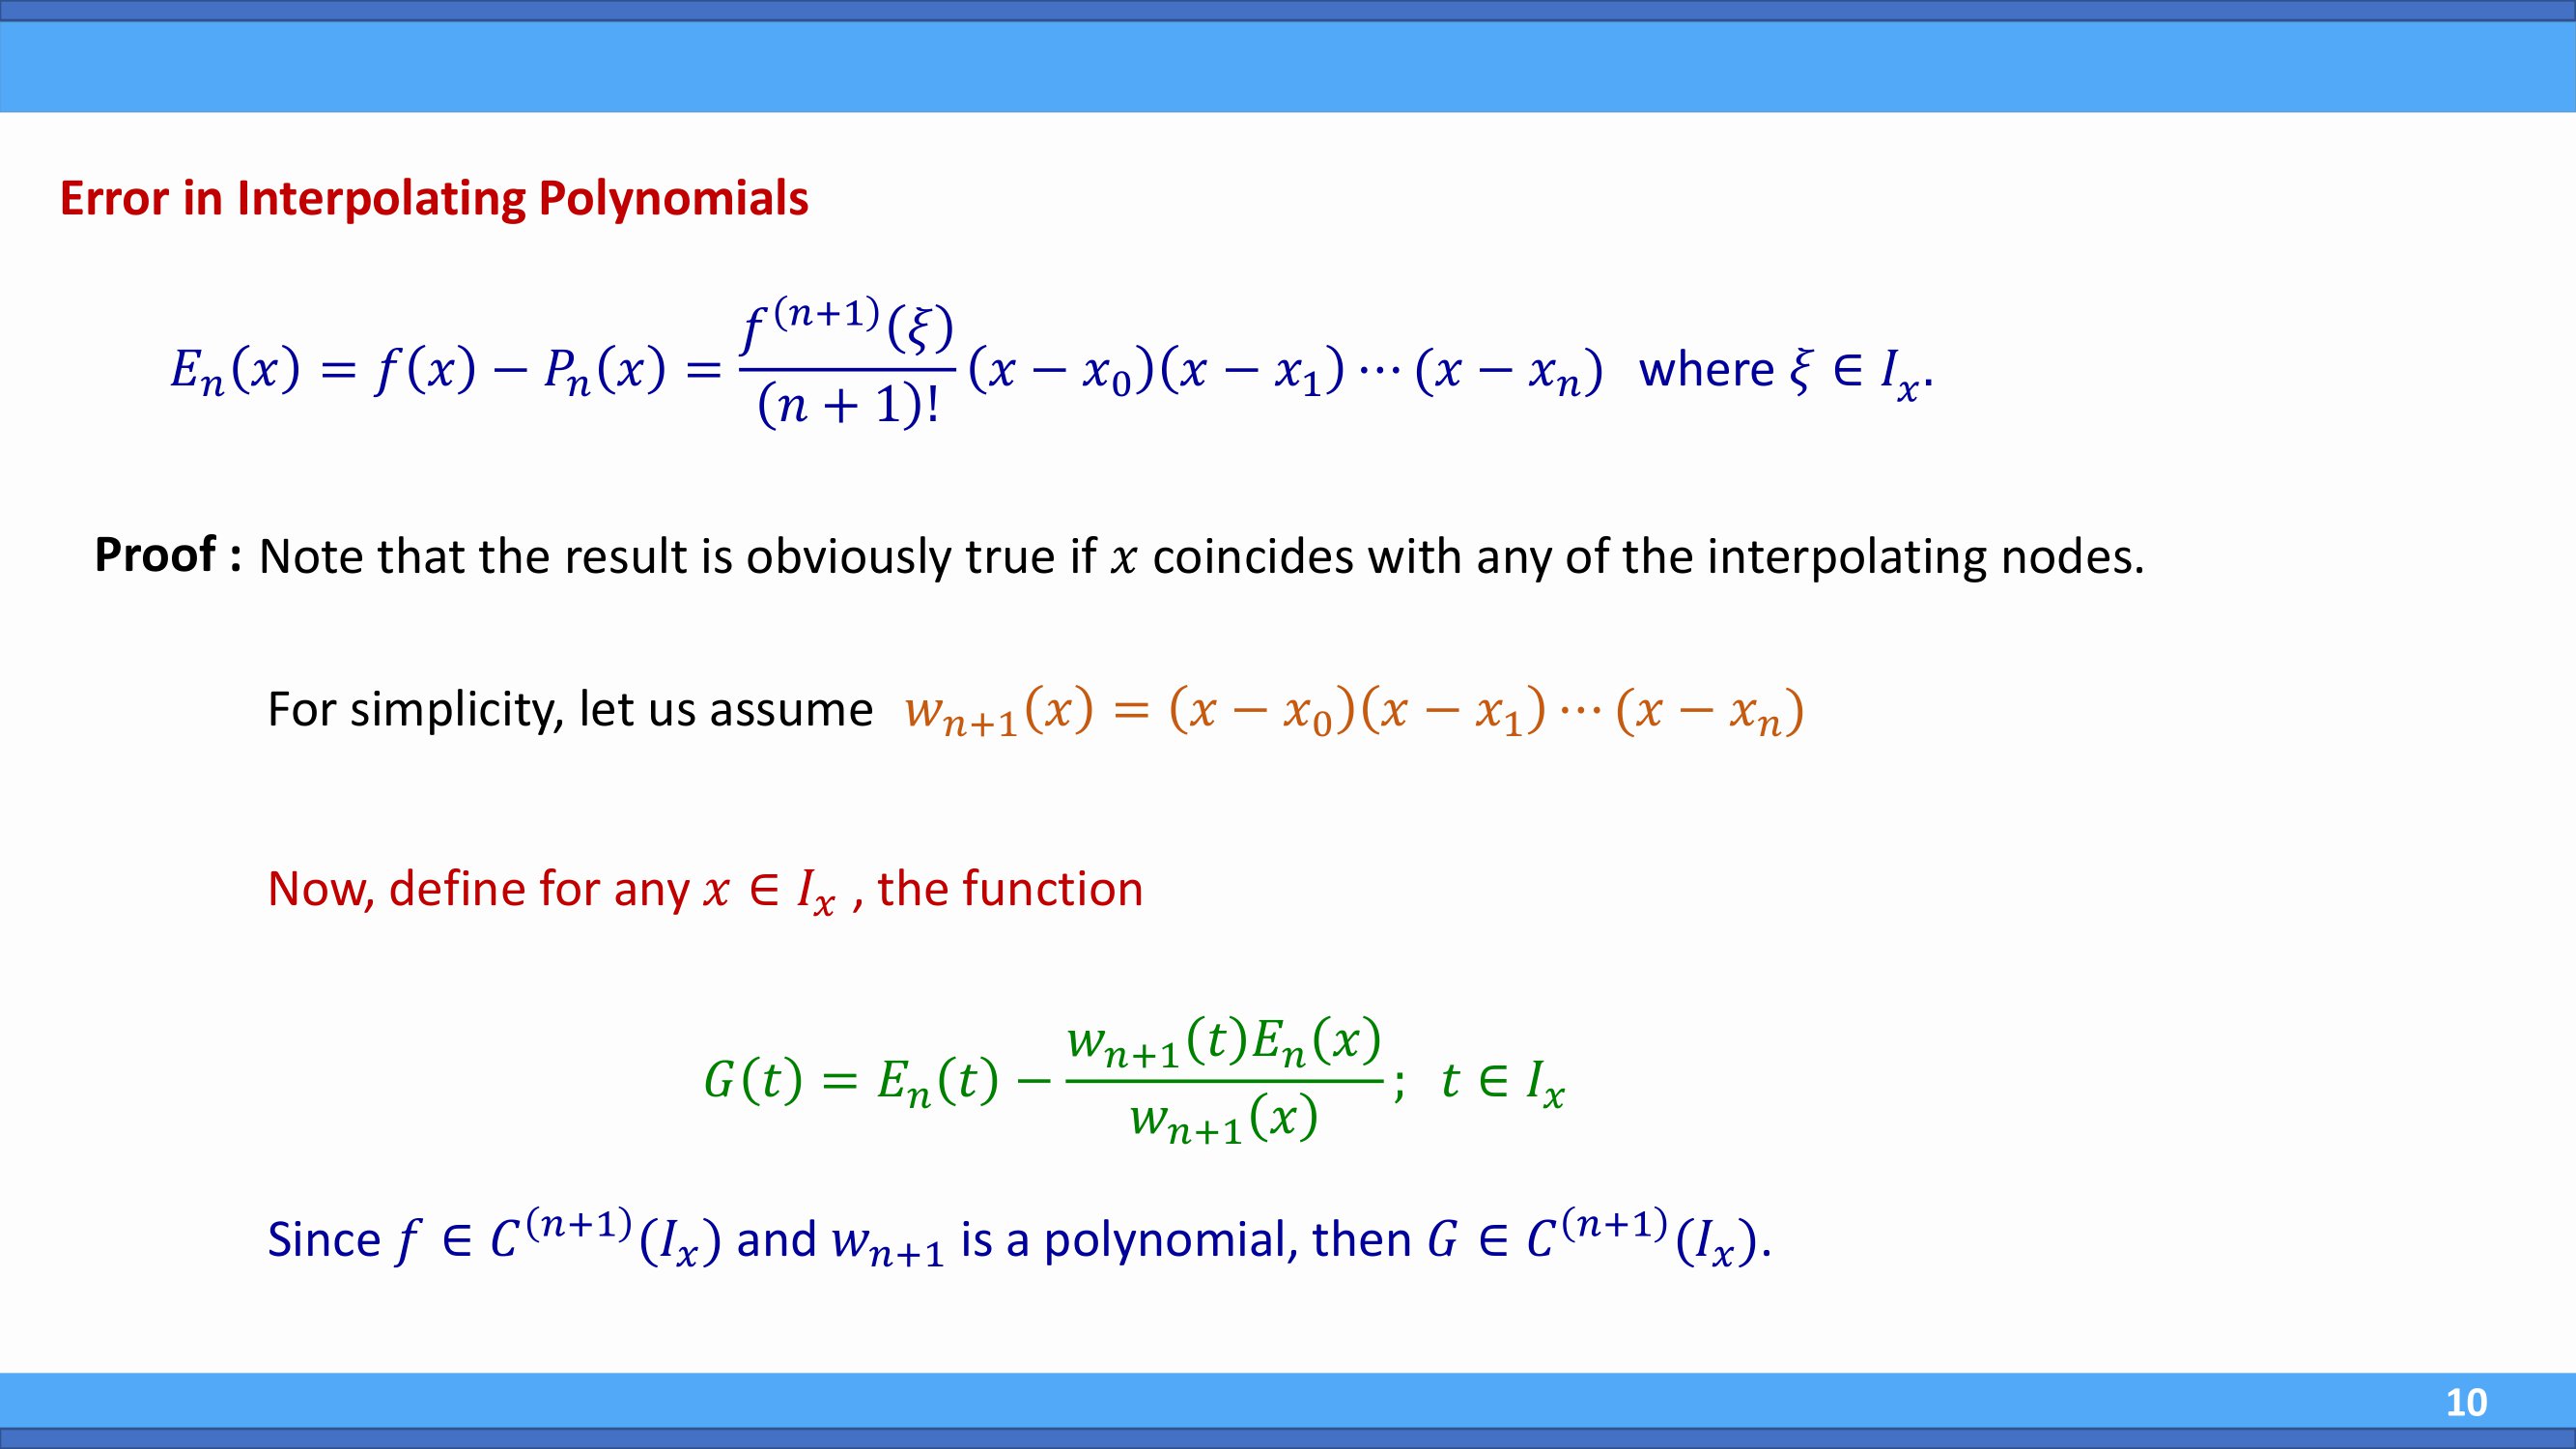 Error in Interpolating Polynomials
$E_n(x) = f(x) - P_n(x) = \frac{f^{(n+1)}(\xi)}{(n+1)!}(x - x_0)(x - x_1) \cdots (x - x_n)$ where $\xi \in I_x$.
Proof : Note that the result is obviously true if $x$ coincides with any of the interpolating nodes.
For simplicity, let us assume $w_{n+1}(x) = (x - x_0)(x - x_1) \cdots (x - x_n)$
Now, define for any $x \in I_x$ , the function
$G(t) = E_n(t) - \frac{w_{n+1}(t)E_n(x)}{w_{n+1}(x)}; \; t \in I_x$
Since $f \in C^{(n+1)}(I_x)$ and $w_{n+1}$ is a polynomial, then $G \in C^{(n+1)}(I_x)$.
10